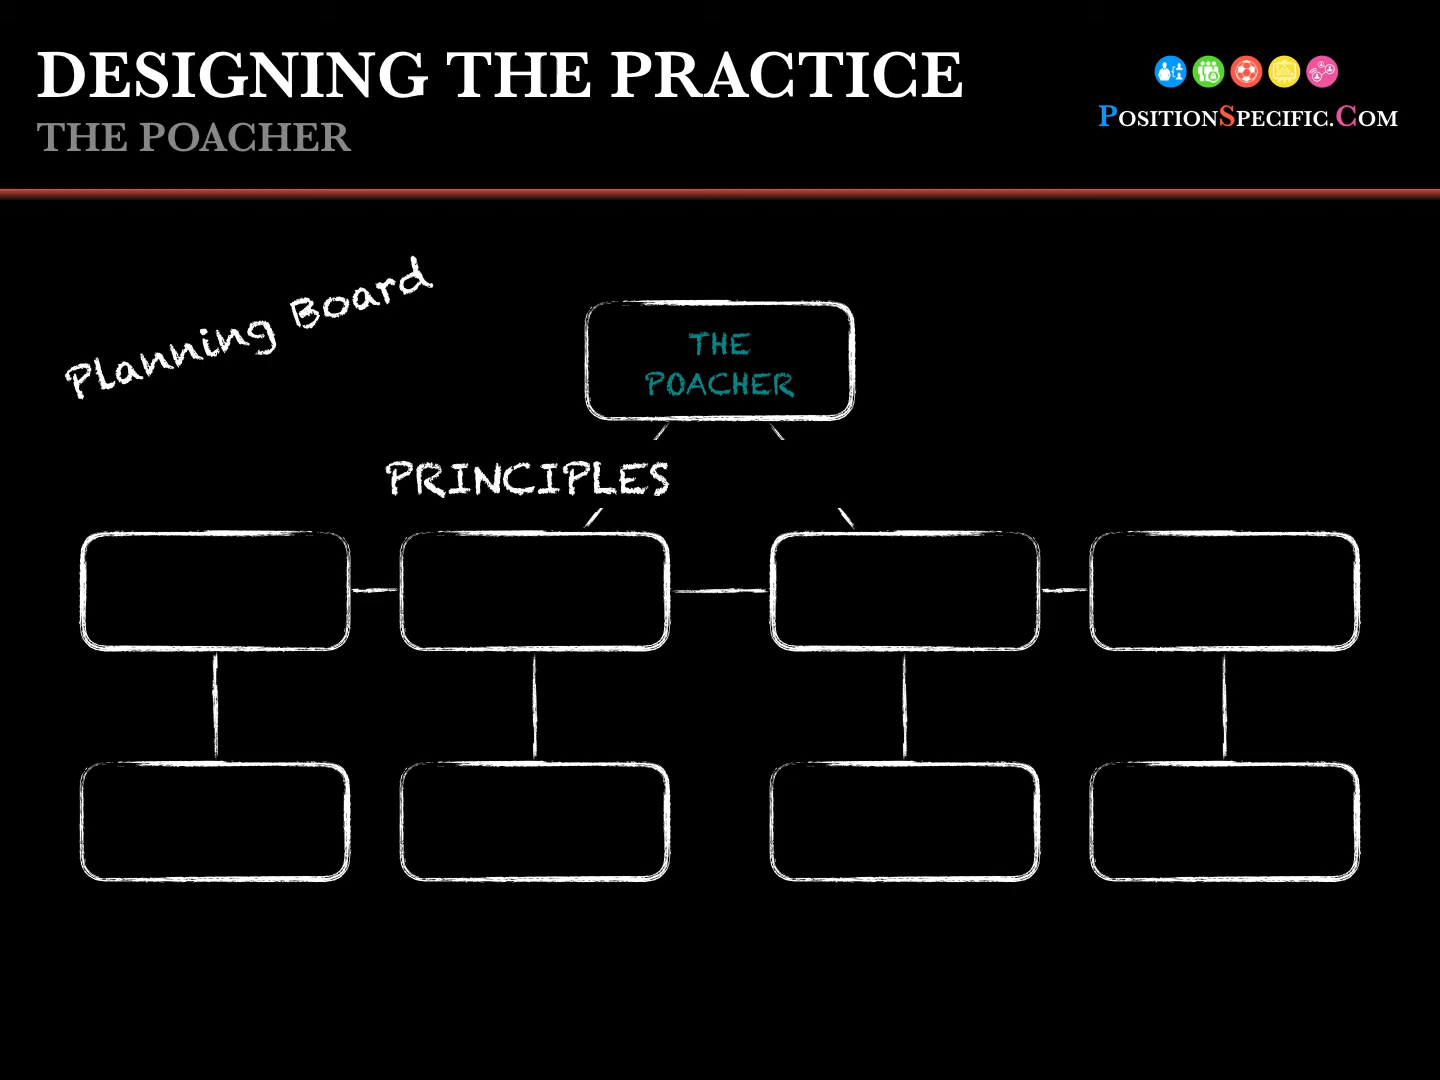 DESIGNING THE PRACTICE
THE POACHER
PositionSpecific.Com
Planning Board
THE
POACHER
PRINCIPLES